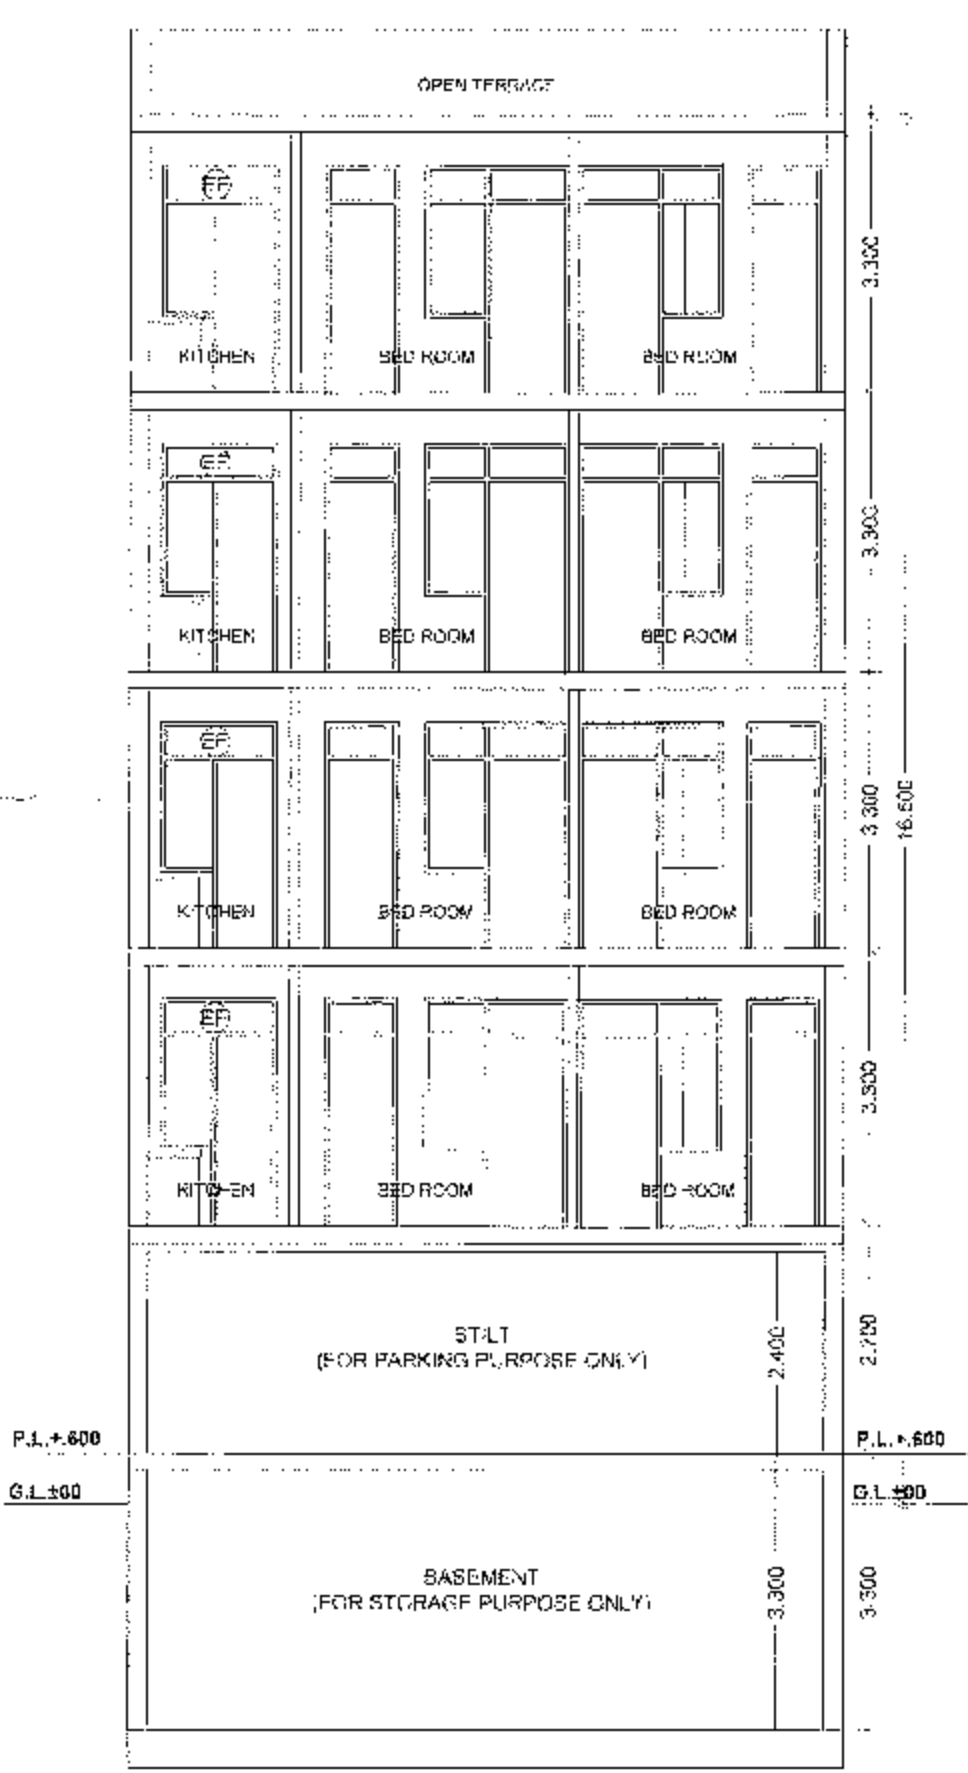 OPEN TERRACE
EF
3.300
KITCHEN BED ROOM BED ROOM
EF
3.300
KITCHEN BED ROOM BED ROOM
EF
3.300
16.500
KITCHEN BED ROOM BED ROOM
EF
3.300
KITCHEN BED ROOM BED ROOM
STILT
(FOR PARKING PURPOSE ONLY)
2.400
2.700
P.L.+.600 P.L.+.600
G.L.±00 G.L.±00
BASEMENT
(FOR STORAGE PURPOSE ONLY)
3.300
3.300